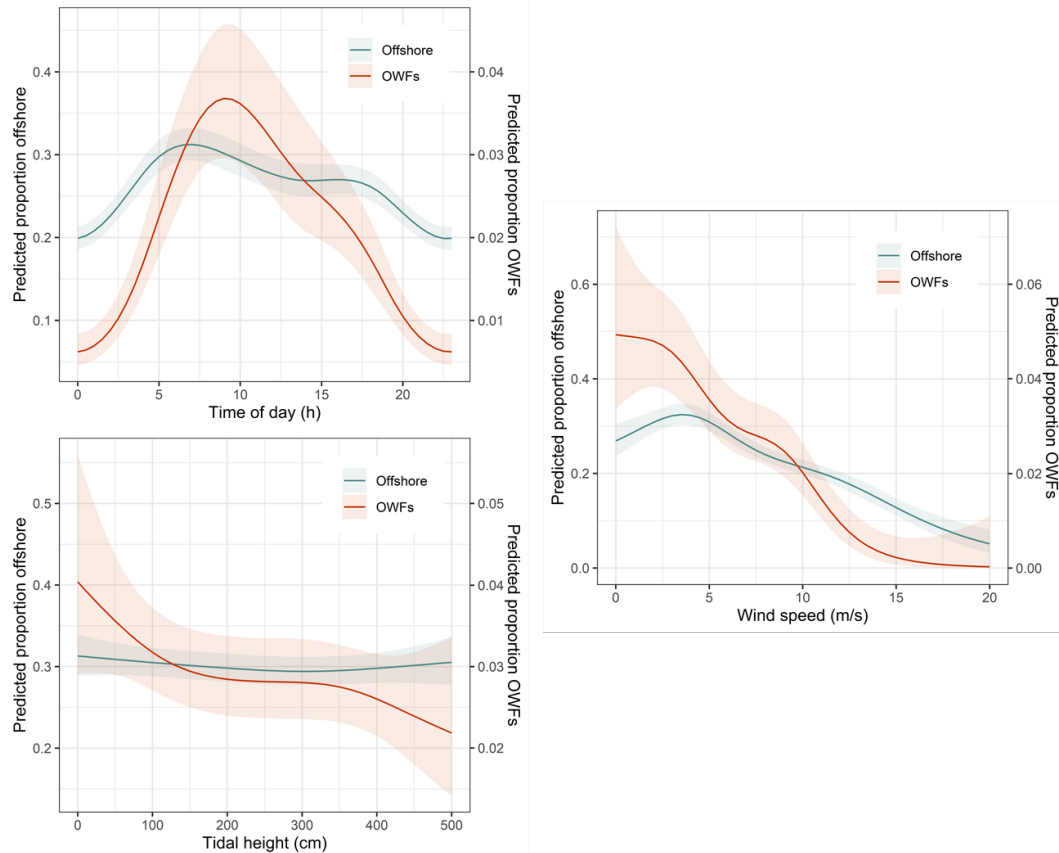 Predicted proportion offshore
0.4
0.3
0.2
0.1
Offshore
OWFs
0.04
0.03
0.02
0.01
Predicted proportion OWFs
0
5
10
15
20
Time of day (h)
Predicted proportion offshore
0.5
0.4
0.3
0.2
Offshore
OWFs
0.05
0.04
0.03
0.02
Predicted proportion OWFs
0
100
200
300
400
500
Tidal height (cm)
Predicted proportion offshore
0.6
0.4
0.2
0.0
Offshore
OWFs
0.06
0.04
0.02
0.00
Predicted proportion OWFs
0
5
10
15
20
Wind speed (m/s)